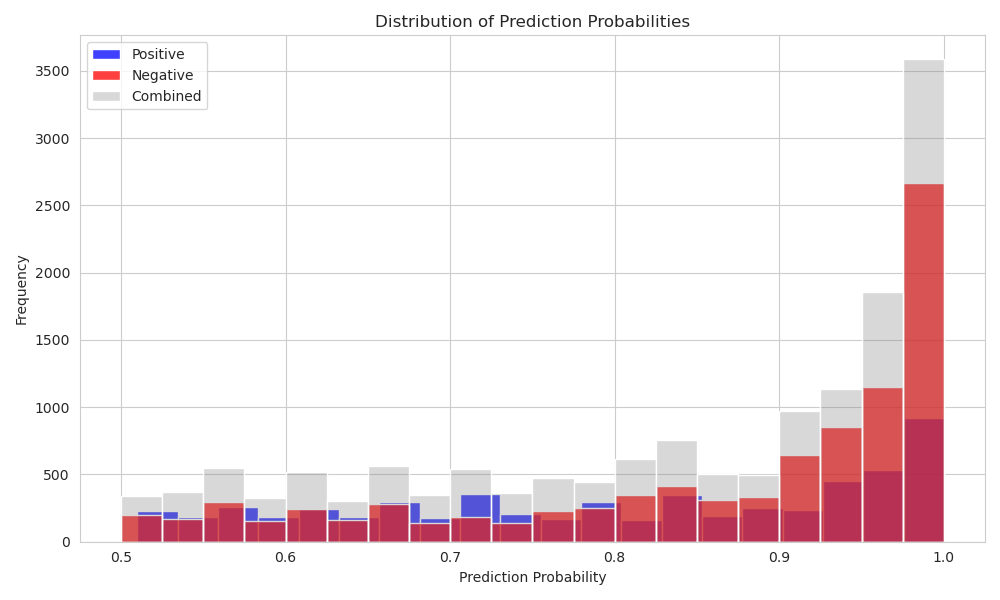 Distribution of Prediction Probabilities
Positive
Negative
Combined
Frequency
3500
3000
2500
2000
1500
1000
500
0
0.5
0.6
0.7
0.8
0.9
1.0
Prediction Probability